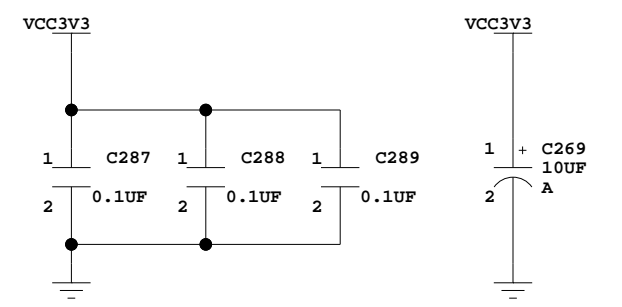 VCC3V3
VCC3V3
1 C287
0.1UF
2
1 C288
0.1UF
2
1 C289
0.1UF
2
1 + C269
10UF
A
2